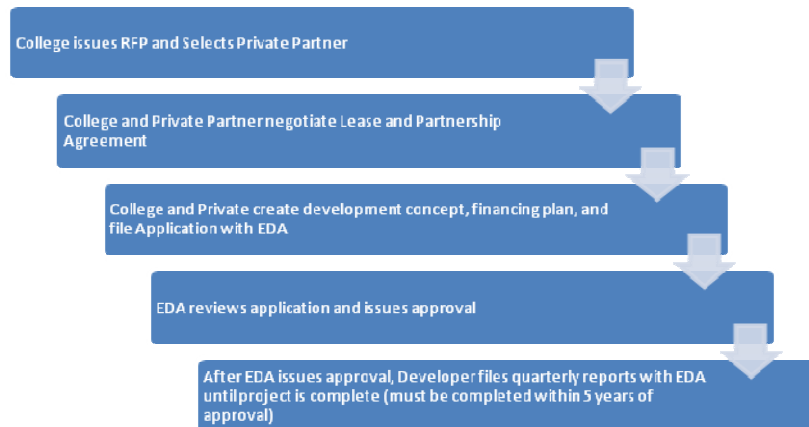 College issues RFP and Selects Private Partner
College and Private Partner negotiate Lease and Partnership
Agreement
College and Private create development concept, financing plan, and
file Application with EDA
EDA reviews application and issues approval
After EDA issues approval, Developer files quarterly reports with EDA
until project is complete (must be completed within 5 years of
approval)